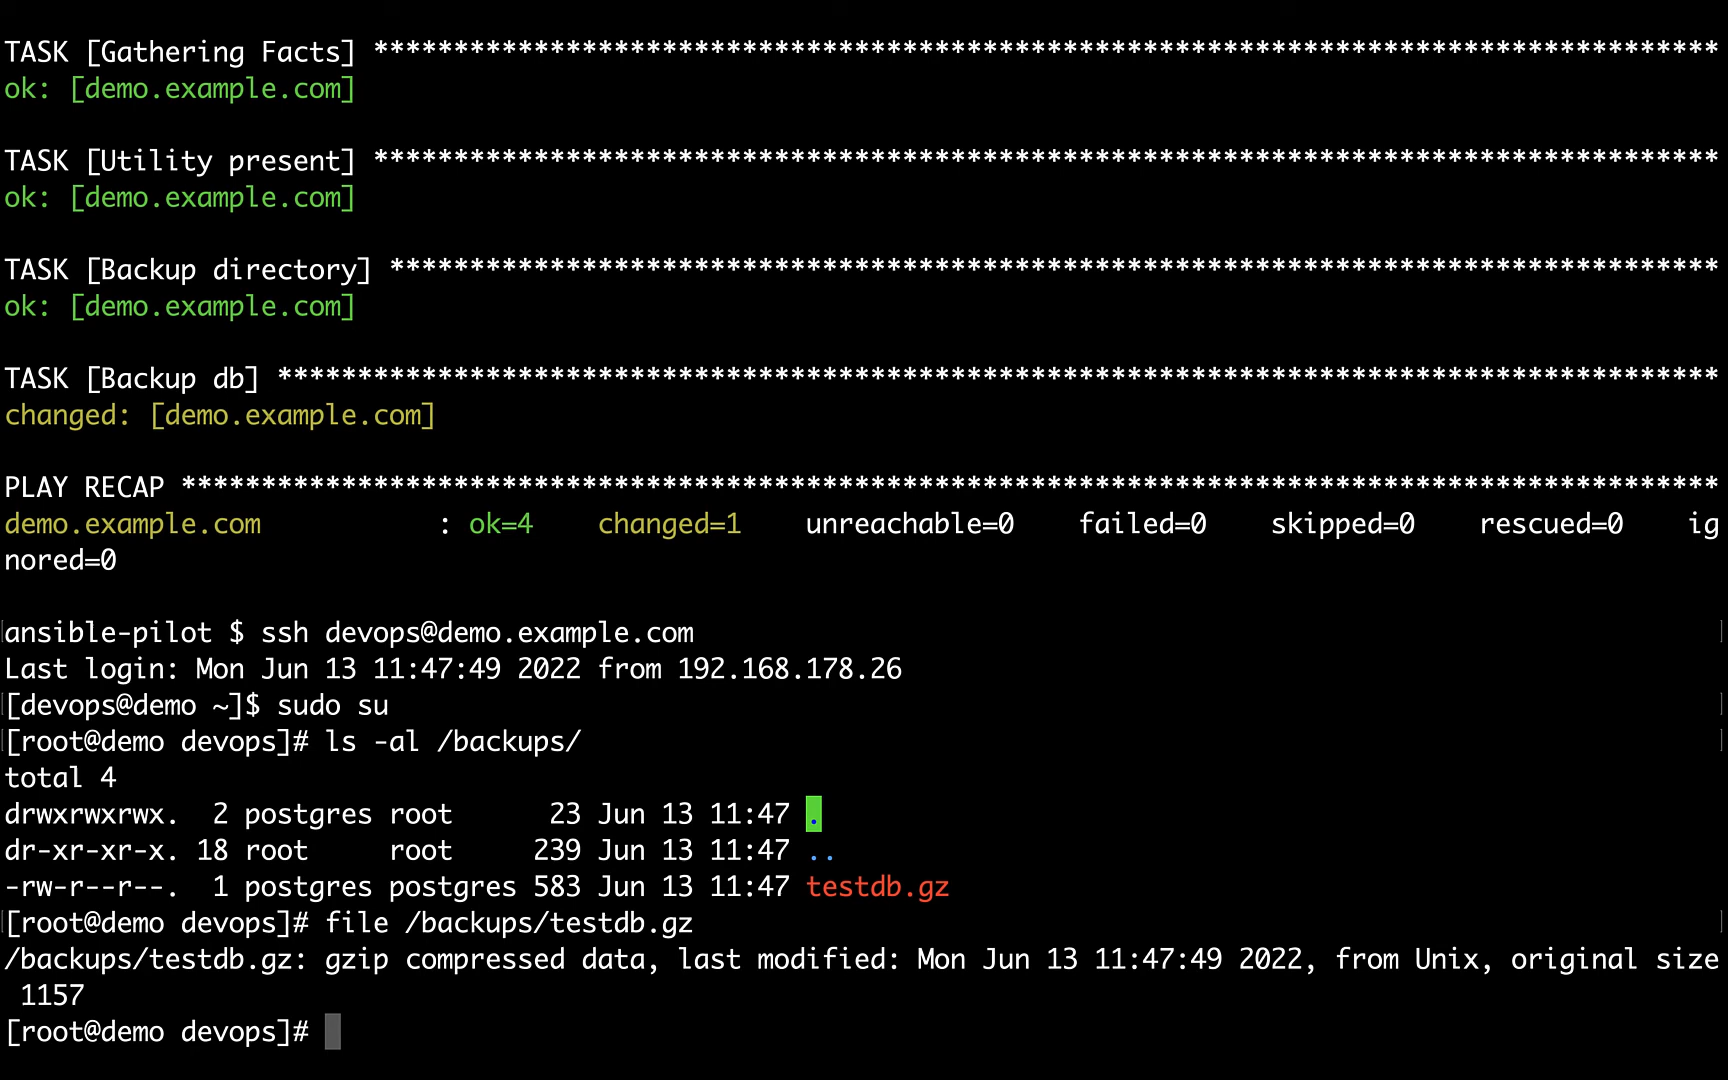 TASK [Gathering Facts] ************************************************************************************
ok: [demo.example.com]
TASK [Utility present] ************************************************************************************
ok: [demo.example.com]
TASK [Backup directory] ***********************************************************************************
ok: [demo.example.com]
TASK [Backup db] ******************************************************************************************
changed: [demo.example.com]
PLAY RECAP ************************************************************************************************
demo.example.com           : ok=4    changed=1    unreachable=0    failed=0    skipped=0    rescued=0    ig
nored=0
ansible-pilot $ ssh devops@demo.example.com
Last login: Mon Jun 13 11:47:49 2022 from 192.168.178.26
[devops@demo ~]$ sudo su
[root@demo devops]# ls -al /backups/
total 4
drwxrwxrwx.  2 postgres root      23 Jun 13 11:47 .
dr-xr-xr-x. 18 root     root     239 Jun 13 11:47 ..
-rw-r--r--.  1 postgres postgres 583 Jun 13 11:47 testdb.gz
[root@demo devops]# file /backups/testdb.gz
/backups/testdb.gz: gzip compressed data, last modified: Mon Jun 13 11:47:49 2022, from Unix, original size
 1157
[root@demo devops]#